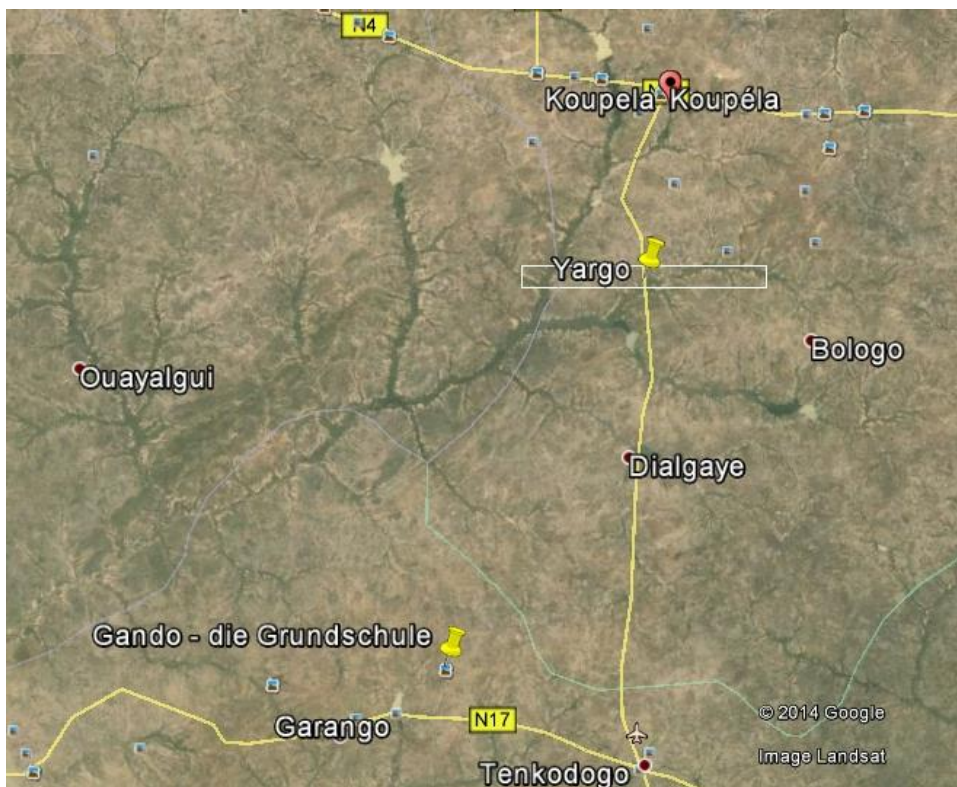 N4
Koupela Koupéla
Yargo
Bologo
Ouayalgui
Dialgaye
Gando - die Grundschule
© 2014 Google
N17
Garango
Image Landsat
Tenkodogo